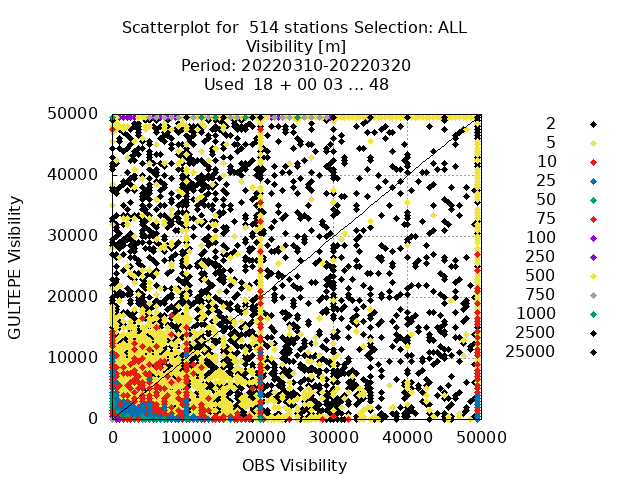 Scatterplot for  514 stations Selection: ALL
Visibility [m]
Period: 20220310-20220320
Used  18 + 00 03 ... 48
GULTEPE Visibility
50000
40000
30000
20000
10000
0
0 10000 20000 30000 40000 50000
OBS Visibility
2
5
10
25
50
75
100
250
500
750
1000
2500
25000